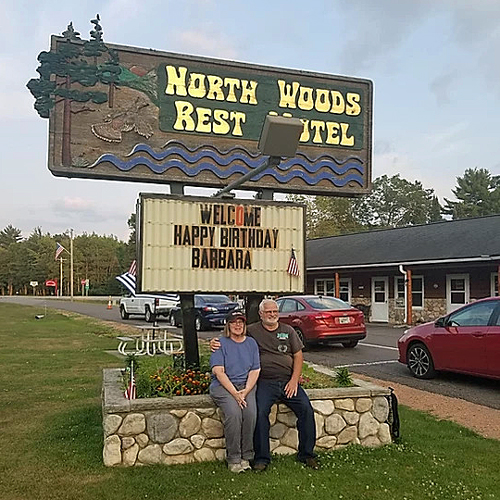 NORTH WOODS
REST MOTEL
WELCOME
HAPPY BIRTHDAY
BARBARA